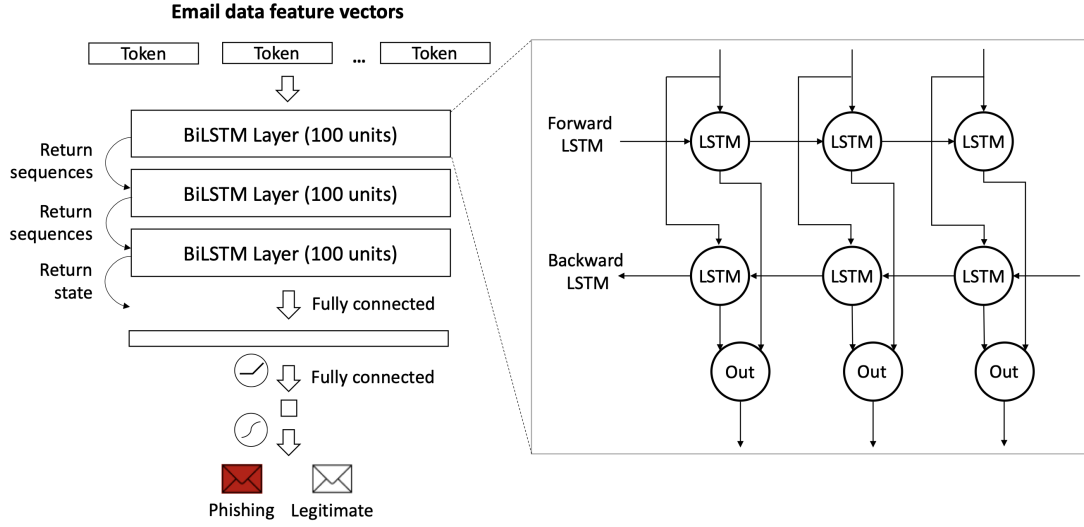 Email data feature vectors
Token
Token
...
Token
BiLSTM Layer (100 units)
Return
sequences
BiLSTM Layer (100 units)
Return
sequences
BiLSTM Layer (100 units)
Return
state
Fully connected
Fully connected
Phishing
Legitimate
Forward
LSTM
LSTM
LSTM
LSTM
Backward
LSTM
LSTM
LSTM
LSTM
Out
Out
Out